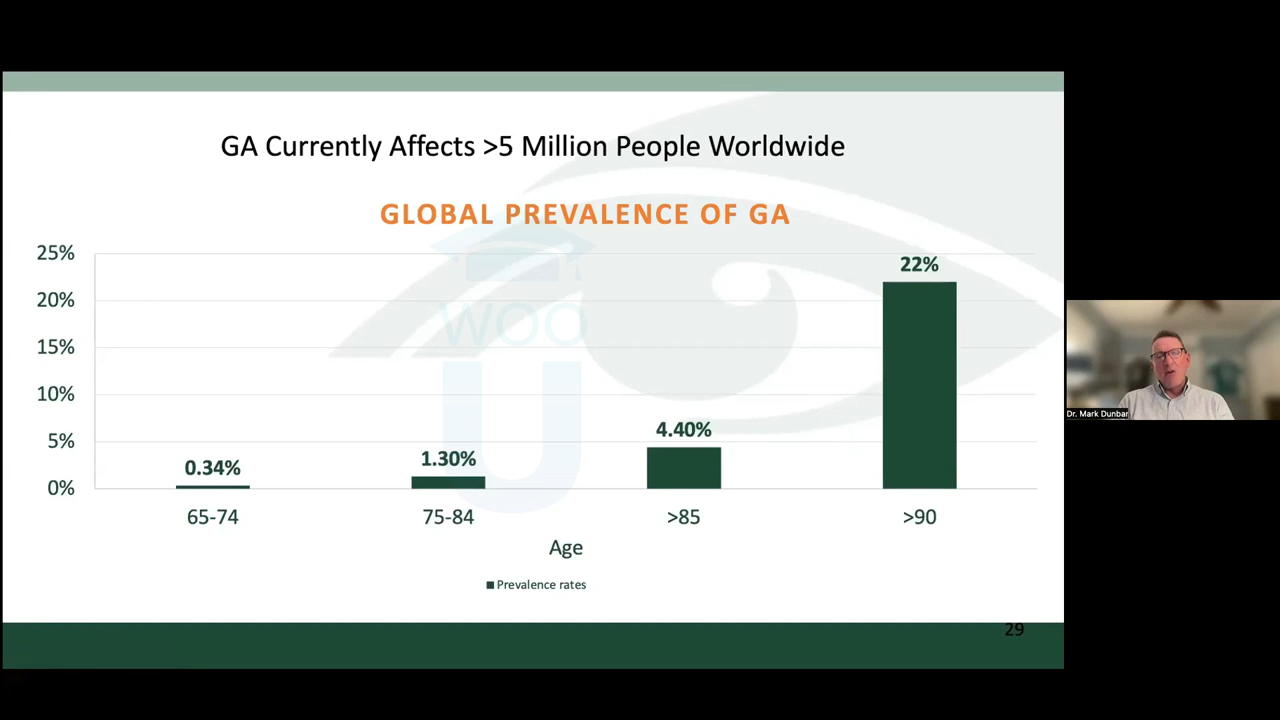 GA Currently Affects >5 Million People Worldwide
GLOBAL PREVALENCE OF GA
25%
20%
15%
10%
5%
0%
0.34%
1.30%
4.40%
22%
65-74
75-84
>85
>90
Age
Prevalence rates
WOO
U
29
Dr. Mark Dunbar